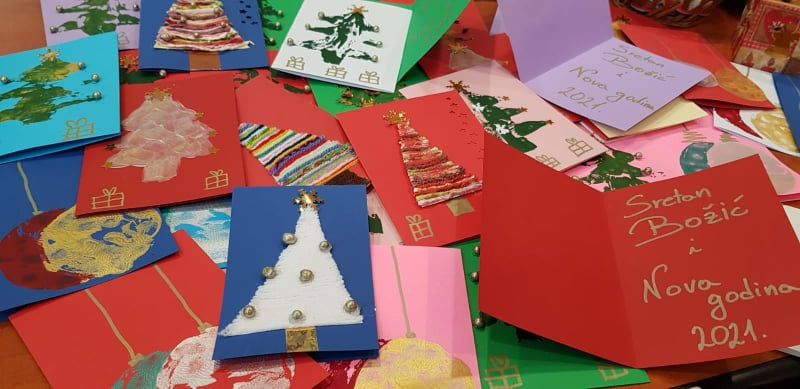 Sretan
Božić
i
Nova godina
2021.
Sretan
Božić
i
Nova
godina
2021.